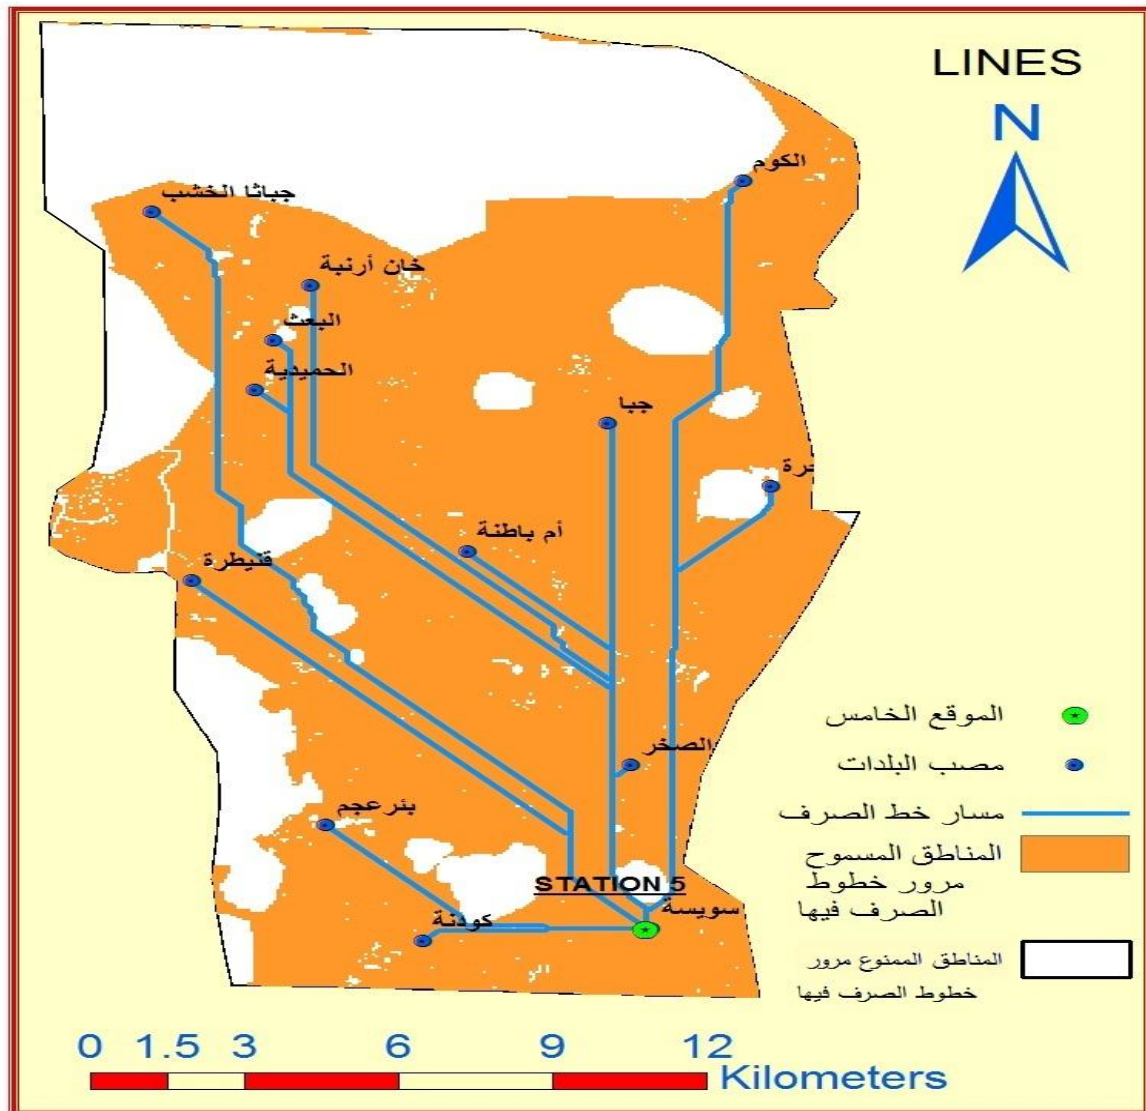 LINES
N
الكوم
جباثا الخشب
خان أرنبة
البعث
الحميدية
جبا
أم باطنة
قنيطرة
الصخر
بئرعجم
STATION 5
سويسة
كودنة
الموقع الخامس
مصب البلدات
مسار خط الصرف
المناطق المسموح
مرور خطوط
الصرف فيها
المناطق الممنوع مرور
خطوط الصرف فيها
0 1.5 3 6 9 12
Kilometers